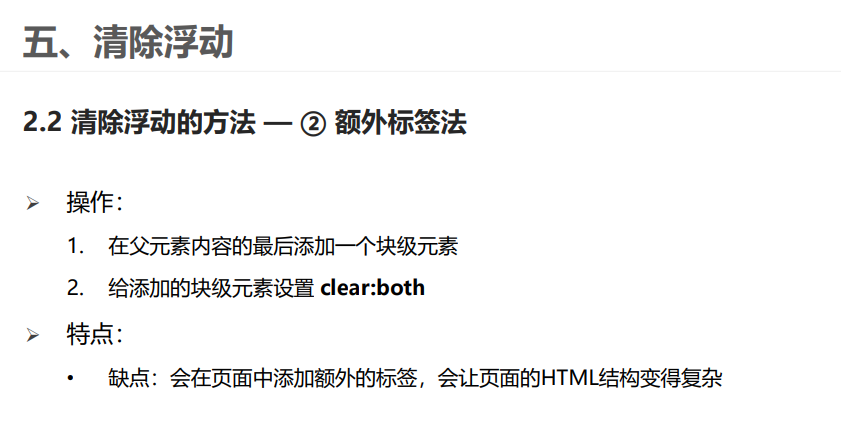 五、清除浮动
2.2 清除浮动的方法 — ② 额外标签法
➢ 操作：
1. 在父元素内容的最后添加一个块级元素
2. 给添加的块级元素设置 clear:both
➢ 特点：
• 缺点：会在页面中添加额外的标签，会让页面的HTML结构变得复杂